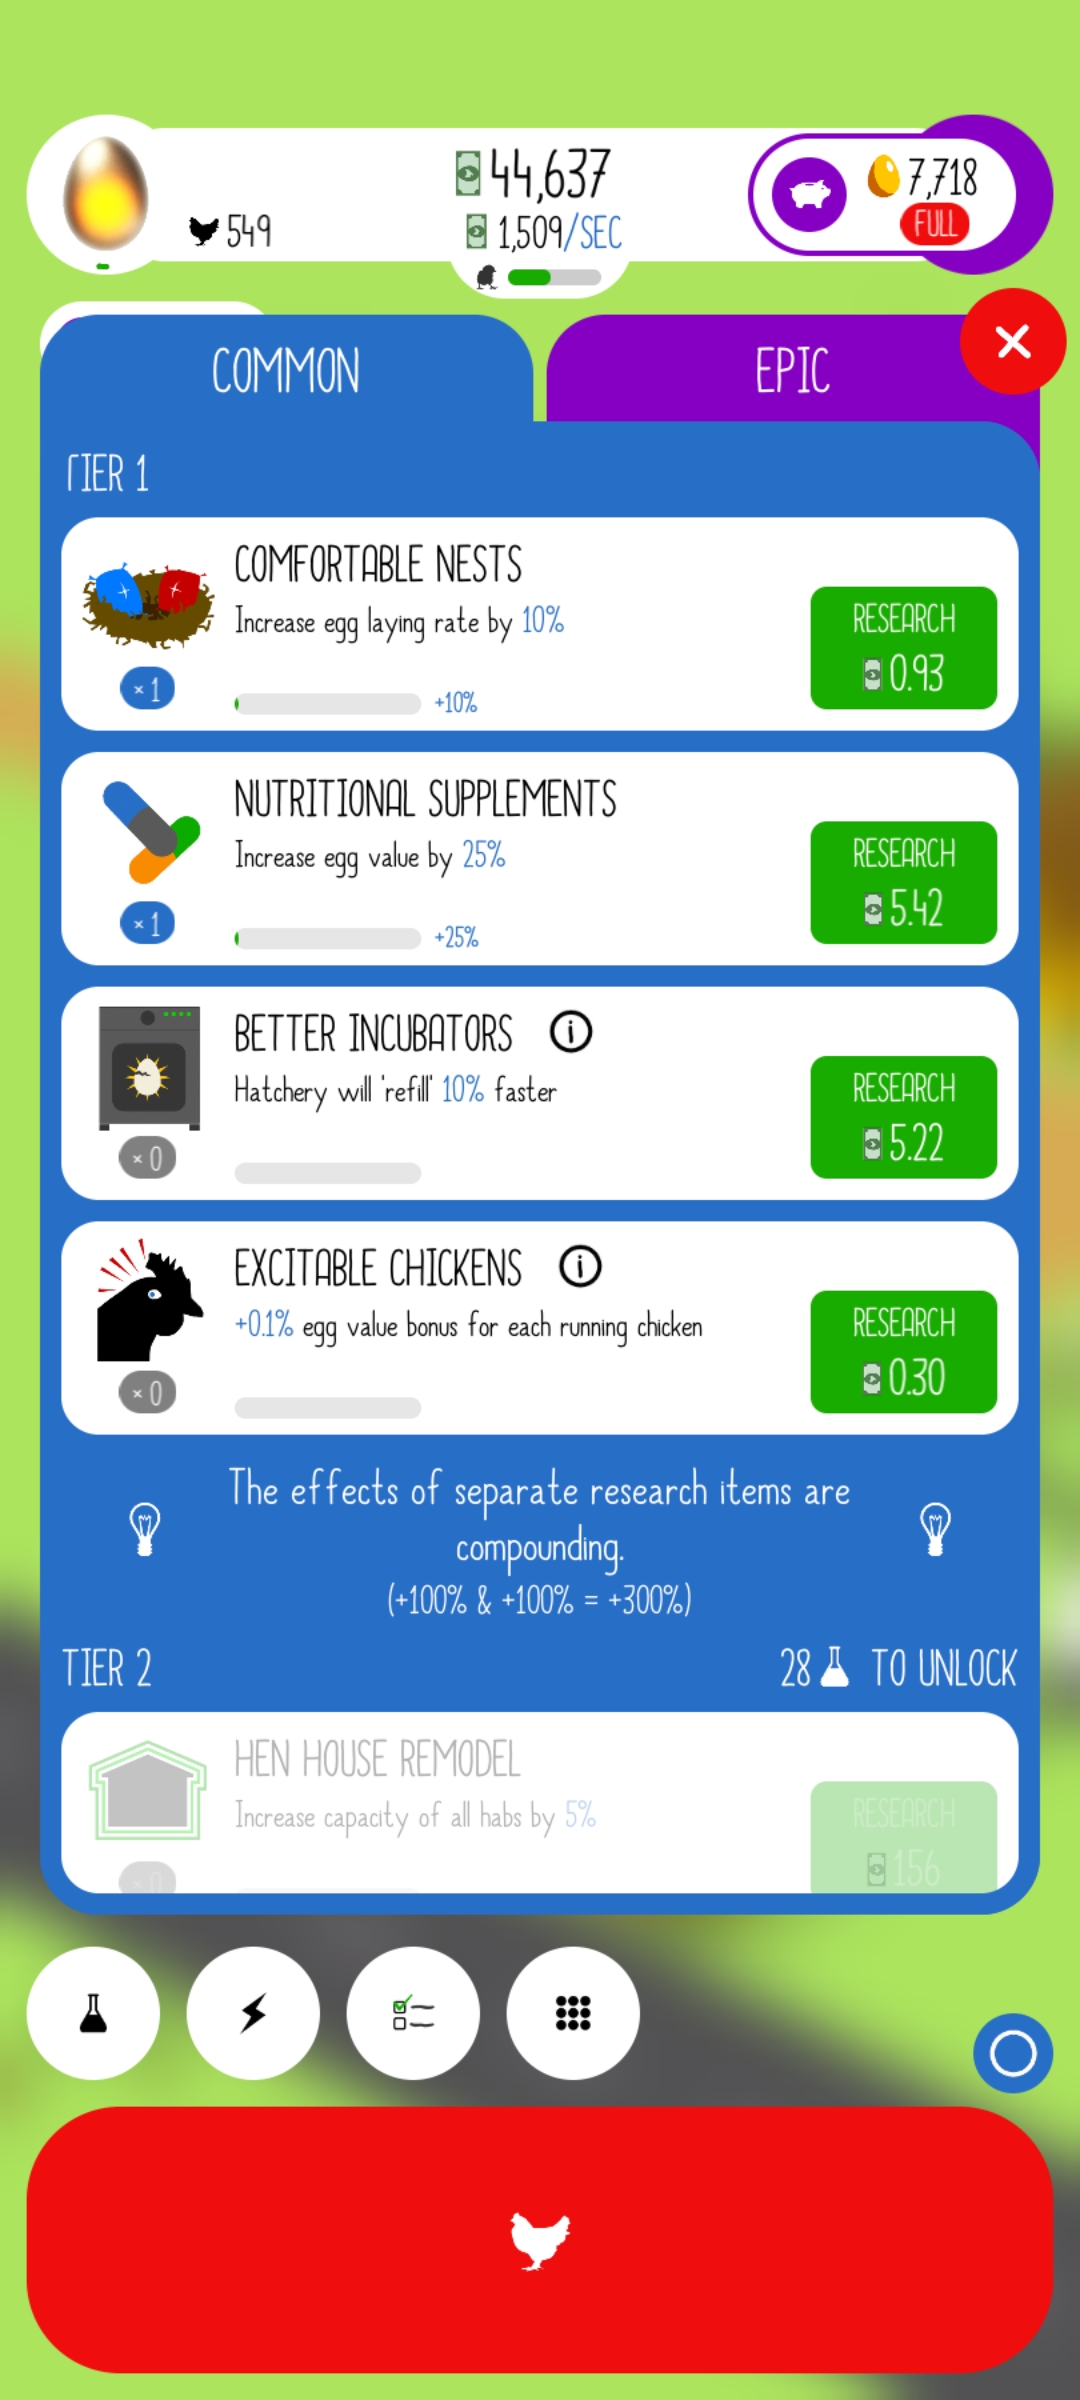 44,637
549
1,509/SEC
7,718
FULL
COMMON
EPIC
TIER 1
COMFORTABLE NESTS
Increase egg laying rate by 10%
RESEARCH
0.93
×1
+10%
NUTRITIONAL SUPPLEMENTS
Increase egg value by 25%
RESEARCH
5.42
×1
+25%
BETTER INCUBATORS
Hatchery will 'refill' 10% faster
RESEARCH
5.22
×0
EXCITABLE CHICKENS
+0.1% egg value bonus for each running chicken
RESEARCH
0.30
×0
The effects of separate research items are
compounding.
(+100% & +100% = +300%)
TIER 2
28 TO UNLOCK
HEN HOUSE REMODEL
Increase capacity of all habs by 5%
RESEARCH
156
×0